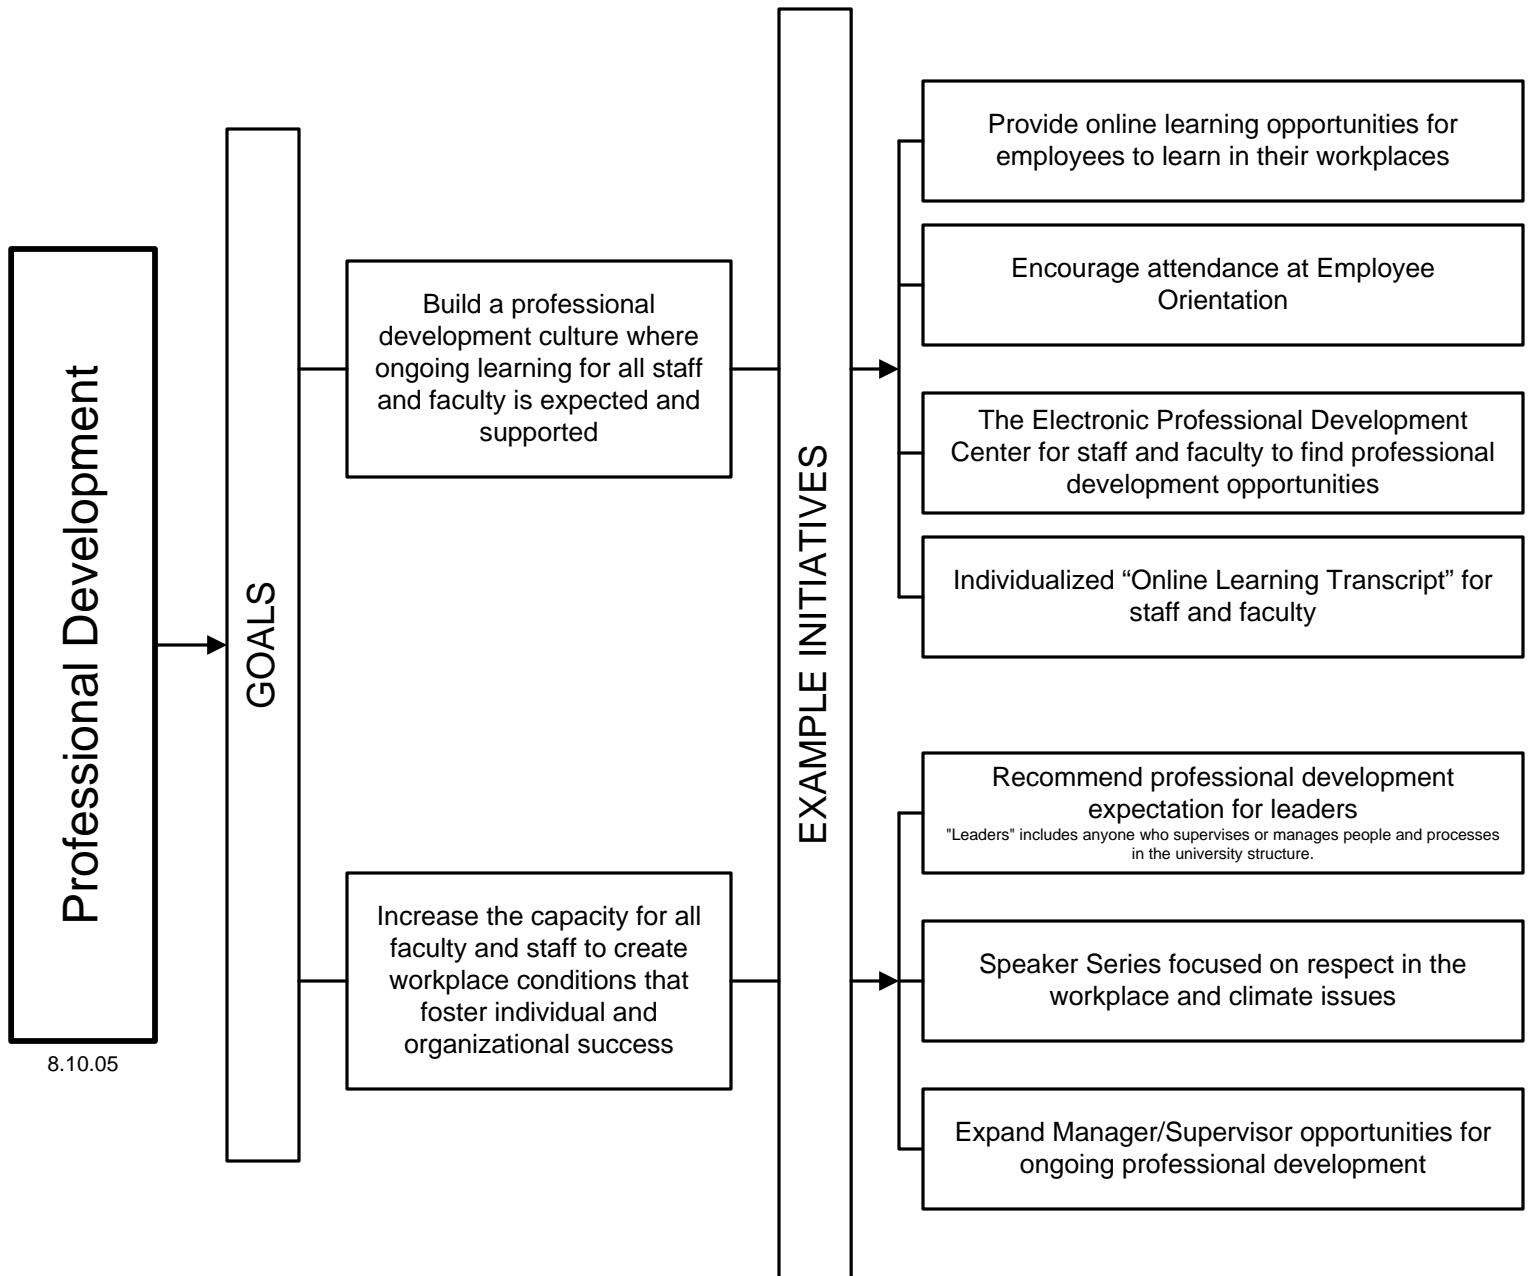 Professional Development
8.10.05
GOALS
Build a professional
development culture where
ongoing learning for all staff
and faculty is expected and
supported
Increase the capacity for all
faculty and staff to create
workplace conditions that
foster individual and
organizational success
EXAMPLE INITIATIVES
Provide online learning opportunities for
employees to learn in their workplaces
Encourage attendance at Employee
Orientation
The Electronic Professional Development
Center for staff and faculty to find professional
development opportunities
Individualized “Online Learning Transcript” for
staff and faculty
Recommend professional development
expectation for leaders
"Leaders" includes anyone who supervises or manages people and processes
in the university structure.
Speaker Series focused on respect in the
workplace and climate issues
Expand Manager/Supervisor opportunities for
ongoing professional development